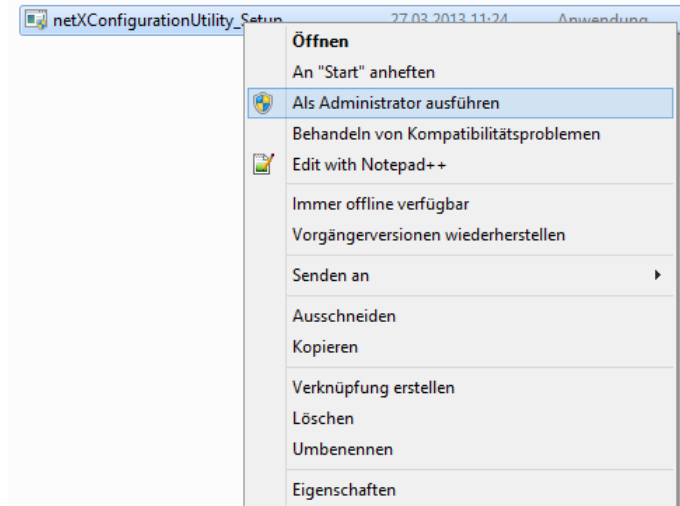 netXConfigurationUtility_Setup 27.03.2013 11:24 Anwendung
Öffnen
An "Start" anheften
Als Administrator ausführen
Behandeln von Kompatibilitätsproblemen
Edit with Notepad++
Immer offline verfügbar
Vorgängerversionen wiederherstellen
Senden an
Ausschneiden
Kopieren
Verknüpfung erstellen
Löschen
Umbenennen
Eigenschaften